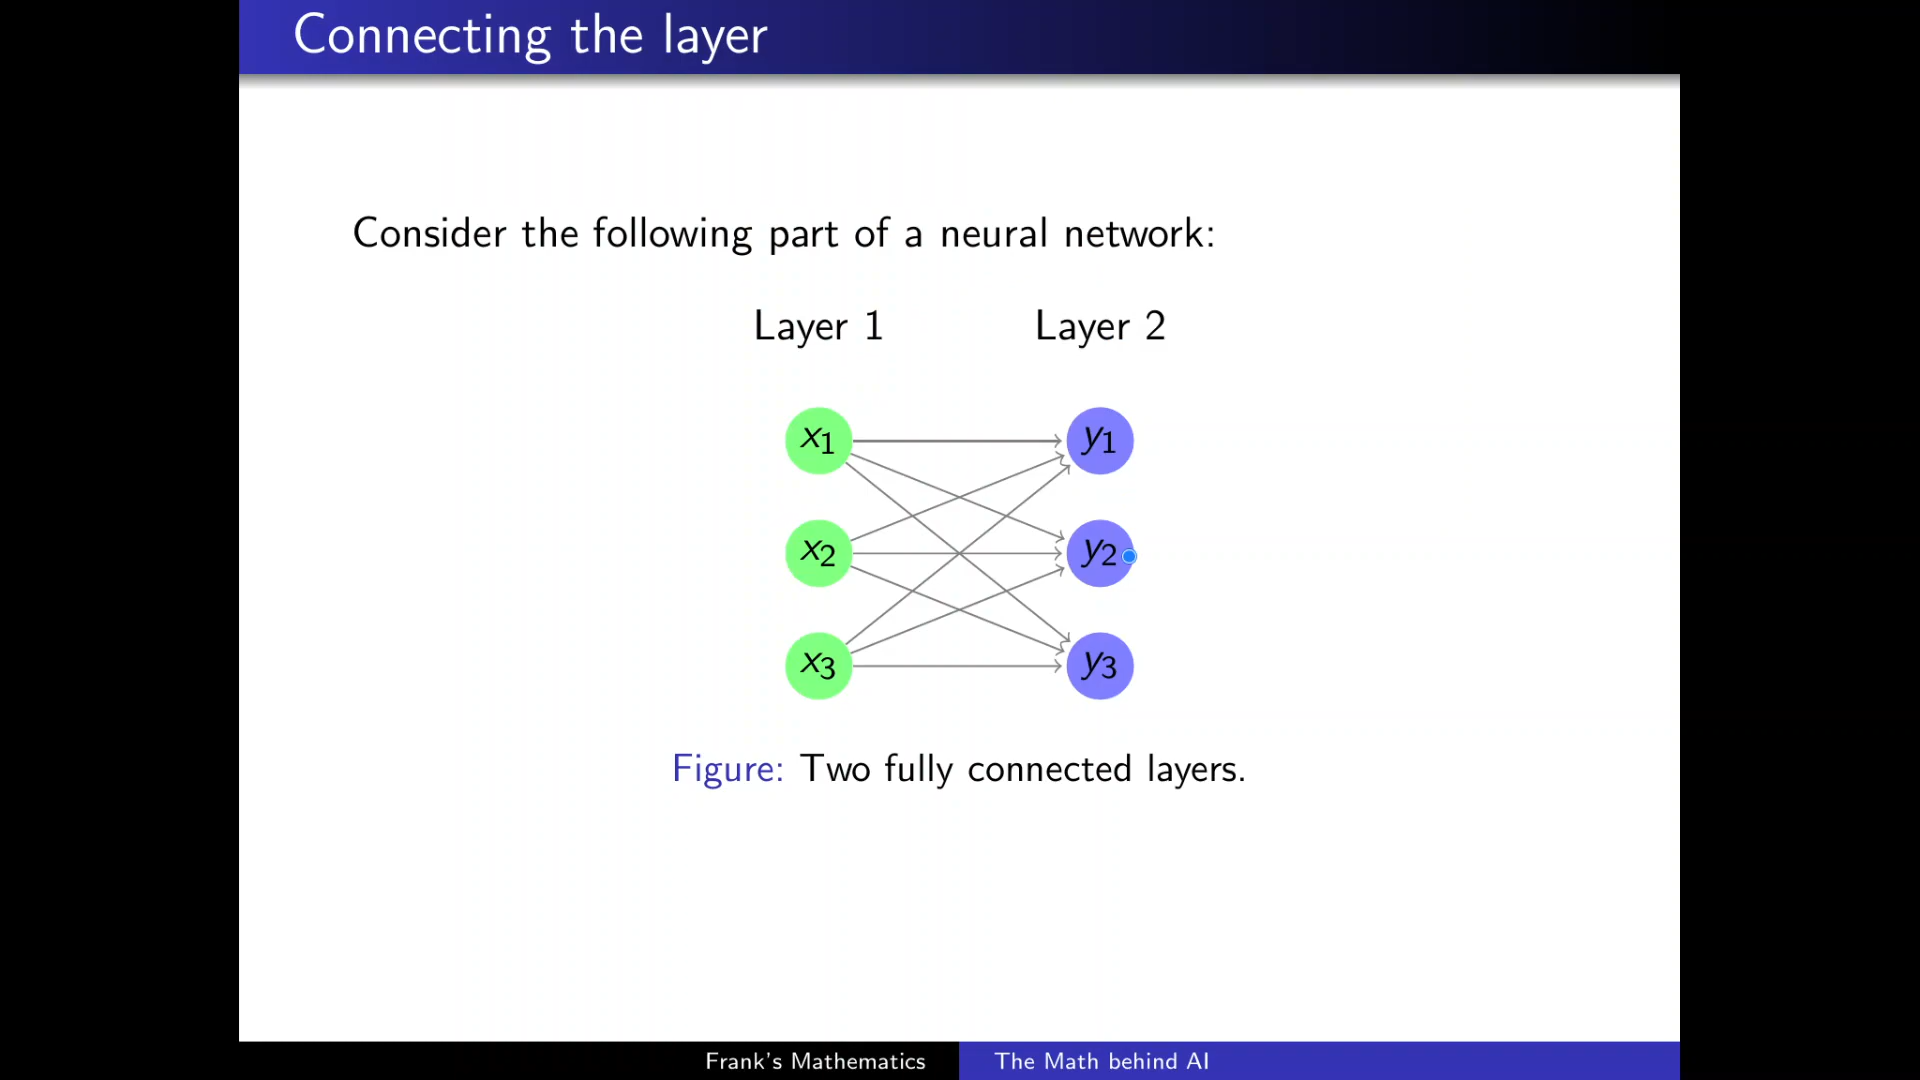 Connecting the layer
Consider the following part of a neural network:
Layer 1 Layer 2
x1 y1
x2 y2
x3 y3
Figure: Two fully connected layers.
Frank's Mathematics The Math behind AI